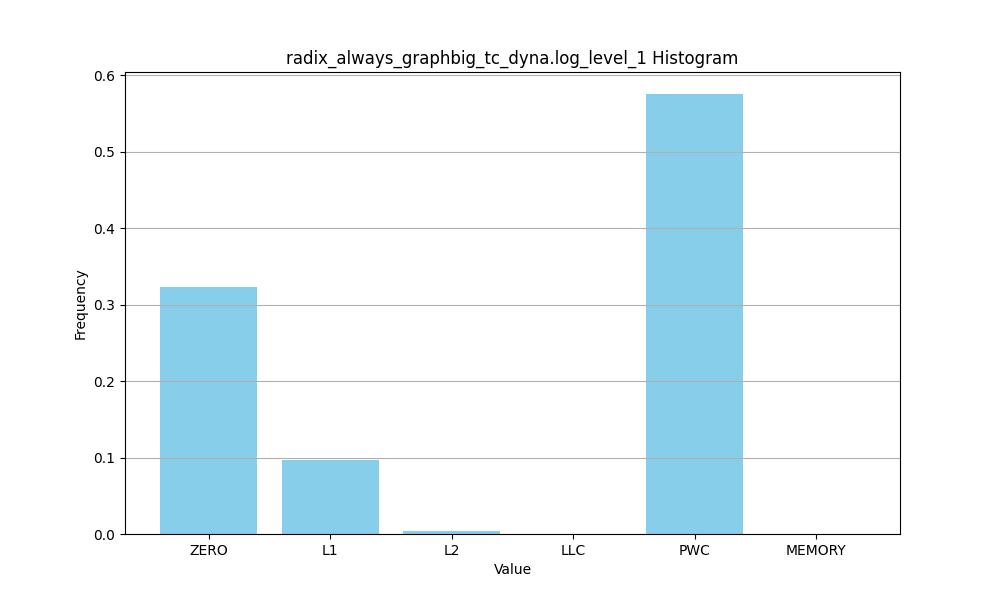 radix_always_graphbig_tc_dyna.log_level_1 Histogram
0.6
0.5
0.4
0.3
0.2
0.1
0.0
Frequency
ZERO L1 L2 LLC PWC MEMORY
Value